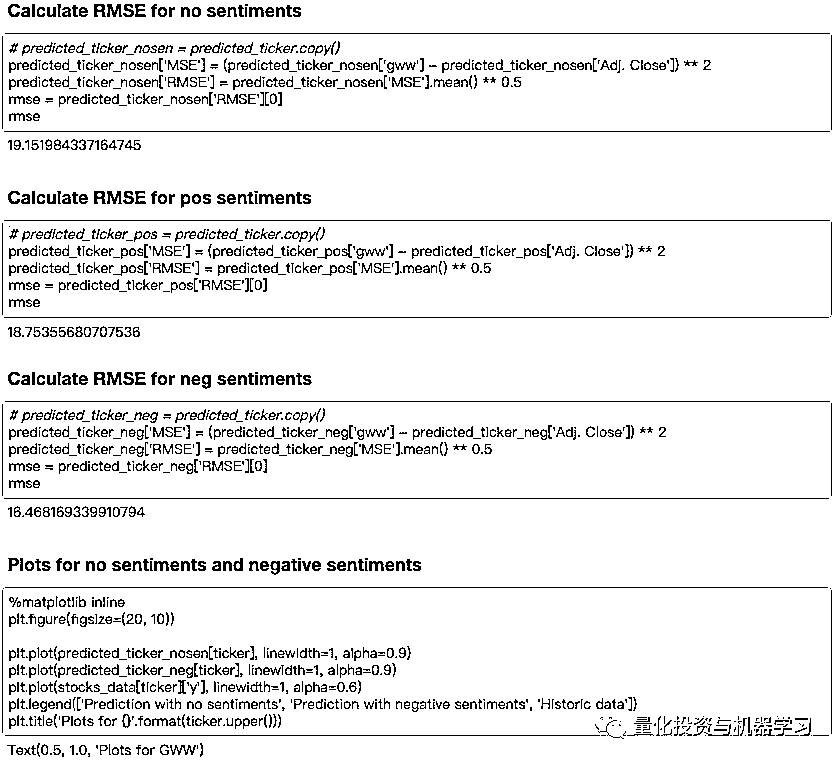 Calculate RMSE for no sentiments
# predicted_ticker_nosen = predicted_ticker.copy()
predicted_ticker_nosen['MSE'] = (predicted_ticker_nosen['gww'] - predicted_ticker_nosen['Adj. Close']) ** 2
predicted_ticker_nosen['RMSE'] = predicted_ticker_nosen['MSE'].mean() ** 0.5
rmse = predicted_ticker_nosen['RMSE'][0]
rmse
19.151984337164745
Calculate RMSE for pos sentiments
# predicted_ticker_pos = predicted_ticker.copy()
predicted_ticker_pos['MSE'] = (predicted_ticker_pos['gww'] - predicted_ticker_pos['Adj. Close']) ** 2
predicted_ticker_pos['RMSE'] = predicted_ticker_pos['MSE'].mean() ** 0.5
rmse = predicted_ticker_pos['RMSE'][0]
rmse
18.75355680707536
Calculate RMSE for neg sentiments
# predicted_ticker_neg = predicted_ticker.copy()
predicted_ticker_neg['MSE'] = (predicted_ticker_neg['gww'] - predicted_ticker_neg['Adj. Close']) ** 2
predicted_ticker_neg['RMSE'] = predicted_ticker_neg['MSE'].mean() ** 0.5
rmse = predicted_ticker_neg['RMSE'][0]
rmse
16.468169339910794
Plots for no sentiments and negative sentiments
%matplotlib inline
plt.figure(figsize=(20, 10))
plt.plot(predicted_ticker_nosen[ticker], linewidth=1, alpha=0.9)
plt.plot(predicted_ticker_neg[ticker], linewidth=1, alpha=0.9)
plt.plot(stocks_data[ticker]['y'], linewidth=1, alpha=0.6)
plt.legend(['Prediction with no sentiments', 'Prediction with negative sentiments', 'Historic data'])
plt.title('Plots for {}'.format(ticker.upper()))
量化投资与机器学习
Text(0.5, 1.0, 'Plots for GWW')